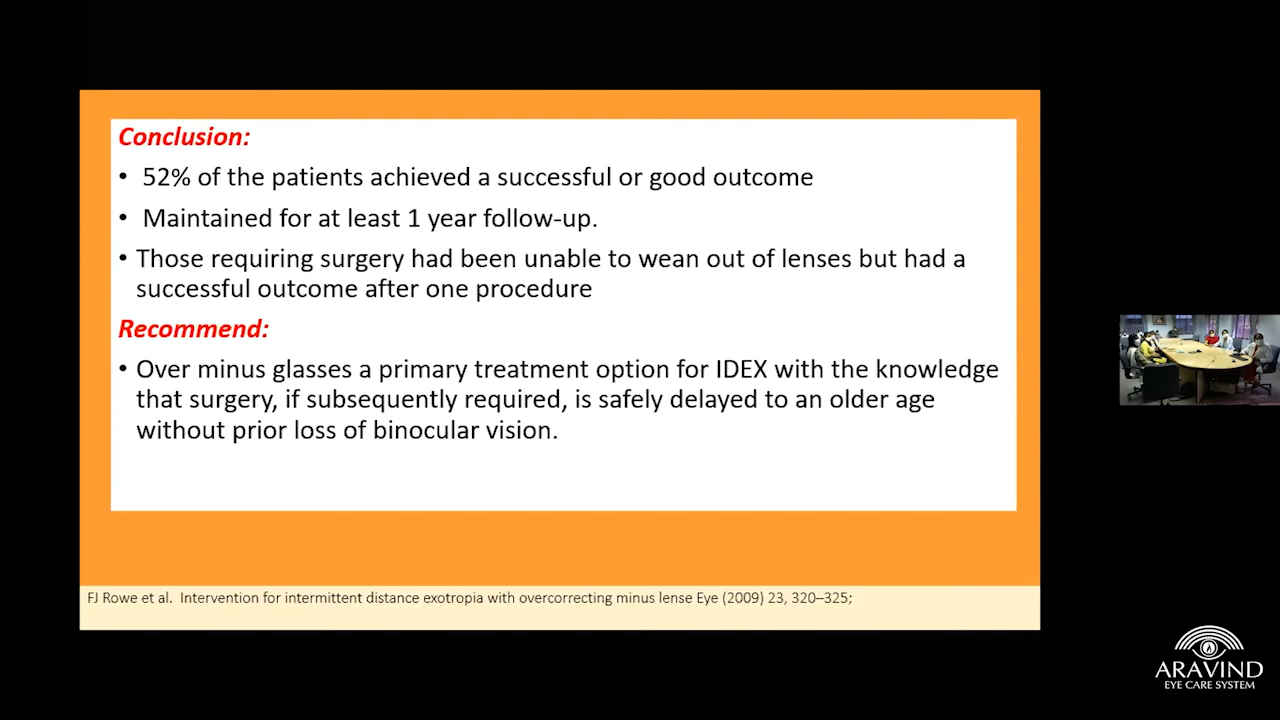 Conclusion:
• 52% of the patients achieved a successful or good outcome
• Maintained for at least 1 year follow-up.
• Those requiring surgery had been unable to wean out of lenses but had a
successful outcome after one procedure
Recommend:
• Over minus glasses a primary treatment option for IDEX with the knowledge
that surgery, if subsequently required, is safely delayed to an older age
without prior loss of binocular vision.
FJ Rowe et al. Intervention for intermittent distance exotropia with overcorrecting minus lense Eye (2009) 23, 320–325;
ARAVIND
EYE CARE SYSTEM